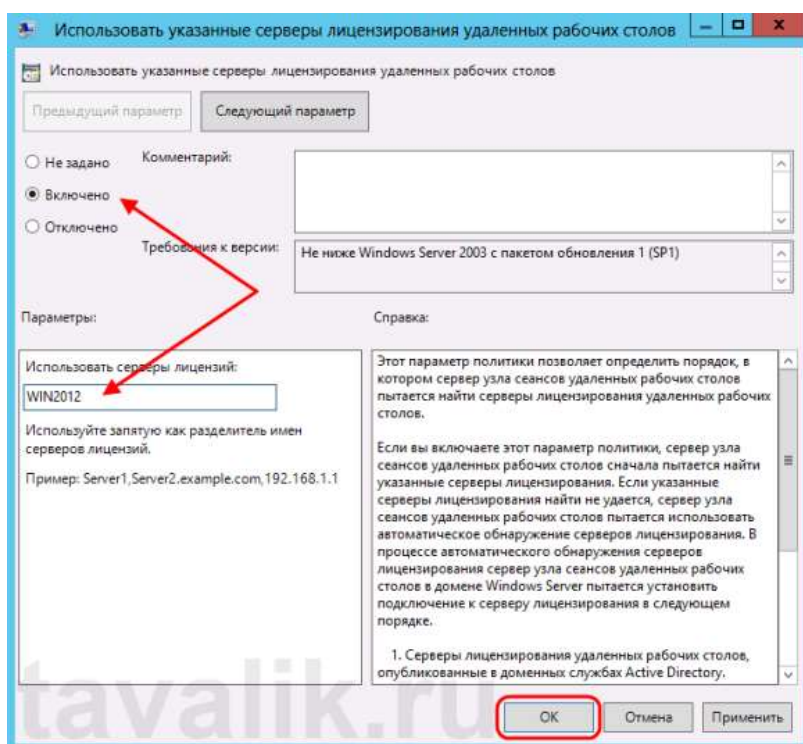 Использовать указанные серверы лицензирования удаленных рабочих столов
Использовать указанные серверы лицензирования удаленных рабочих столов
Предыдущий параметр
Следующий параметр
Не задано
Комментарий:
Включено
Отключено
Требования к версии:
Не ниже Windows Server 2003 с пакетом обновления 1 (SP1)
Параметры:
Справка:
Использовать серверы лицензий:
WIN2012
Используйте запятую как разделитель имен
серверов лицензий.
Пример: Server1,Server2.example.com,192.168.1.1
Этот параметр политики позволяет определить порядок, в
котором сервер узла сеансов удаленных рабочих столов
пытается найти серверы лицензирования удаленных рабочих
столов.
Если вы включаете этот параметр политики, сервер узла
сеансов удаленных рабочих столов сначала пытается найти
указанные серверы лицензирования. Если указанные
серверы лицензирования найти не удается, сервер узла
сеансов удаленных рабочих столов пытается использовать
автоматическое обнаружение серверов лицензирования. В
процессе автоматического обнаружения серверов
лицензирования сервер узла сеансов удаленных рабочих
столов в домене Windows Server пытается установить
подключение к серверу лицензирования в следующем
порядке.
1. Серверы лицензирования удаленных рабочих столов,
опубликованные в доменных службах Active Directory.
tavalik.ru
ОК
Отмена
Применить